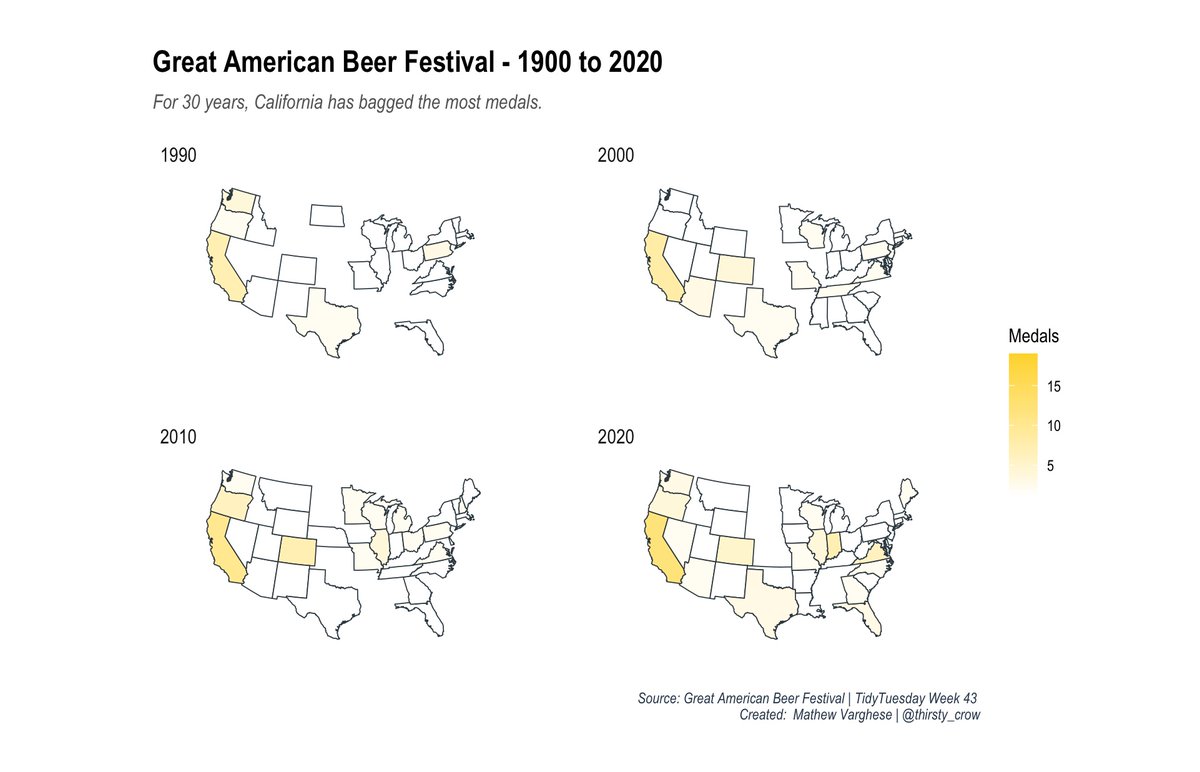 Great American Beer Festival - 1900 to 2020
For 30 years, California has bagged the most medals.
1990
2000
2010
2020
Medals
15
10
5
Source: Great American Beer Festival | TidyTuesday Week 43
Created:  Mathew Varghese | @thirsty_crow